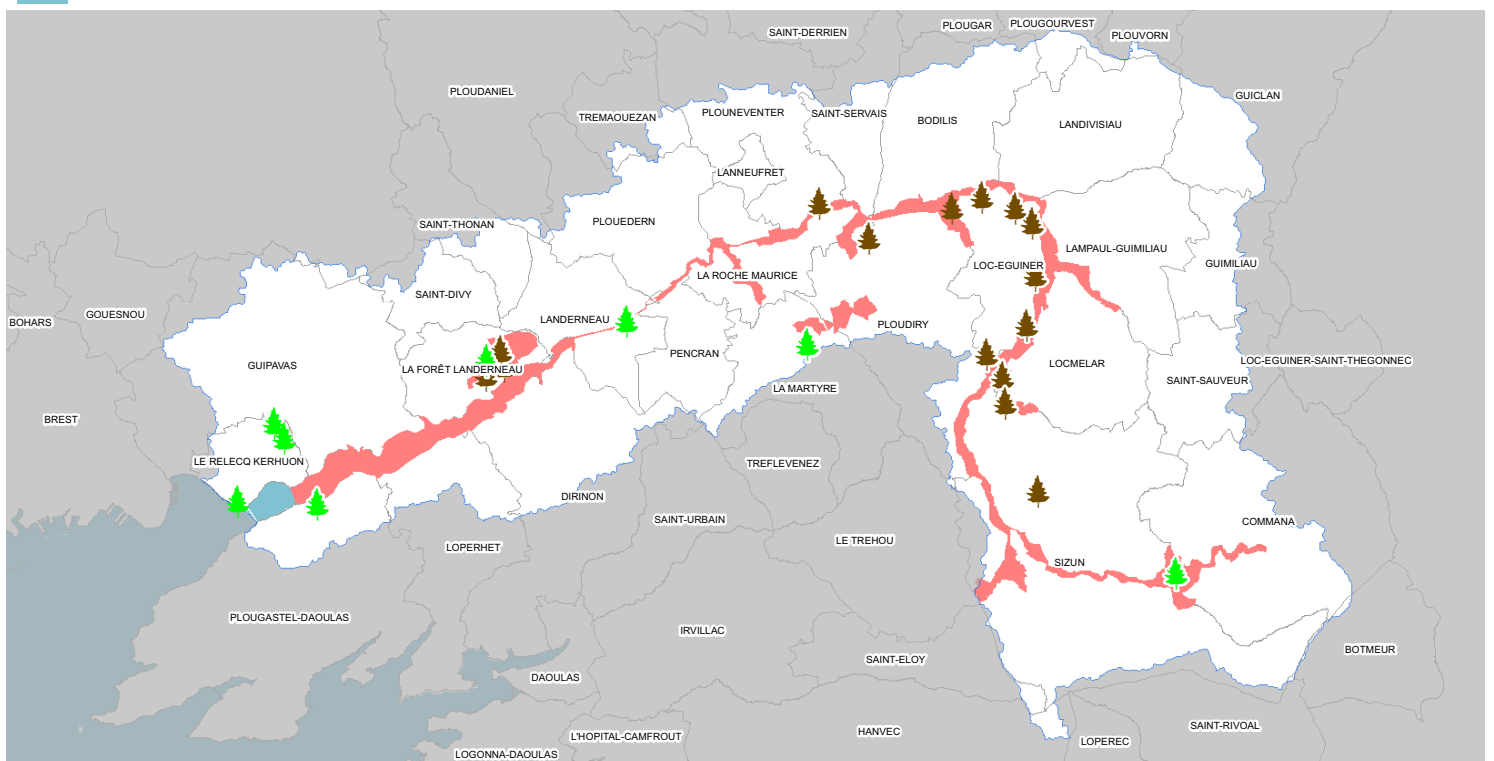 PLOUGAR
PLOUGOURVEST
SAINT-DERRIEN
PLOUVORN
PLOUDANIEL
GUICLAN
TREMAOUEZAN
PLOUNEVENTER
SAINT-SERVAIS
BODILIS
LANDIVISIAU
LANNEUFRET
SAINT-THONAN
PLOUEDERN
LAMPAUL-GUIMILIAU
GUIMILIAU
LOC-EGUINER
LA ROCHE MAURICE
SAINT-DIVY
GOUESNOU
BOHARS
LANDERNEAU
PLOUDIRY
PENCRAN
GUIPAVAS
LA FORÊT LANDERNEAU
LOCMELAR
LOC-EGUINER-SAINT-THEGONNEC
SAINT-SAUVEUR
LA MARTYRE
BREST
LE RELECQ KERHUON
TREFLEVENEZ
DIRINON
SAINT-URBAIN
COMMANA
LE TREHOU
LOPERHET
SIZUN
PLOUGASTEL-DAOULAS
IRVILLAC
BOTMEUR
SAINT-ELOY
DAOULAS
SAINT-RIVOAL
HANVEC
L'HOPITAL-CAMFROUT
LOPEREC
LOGONNA-DAOULAS